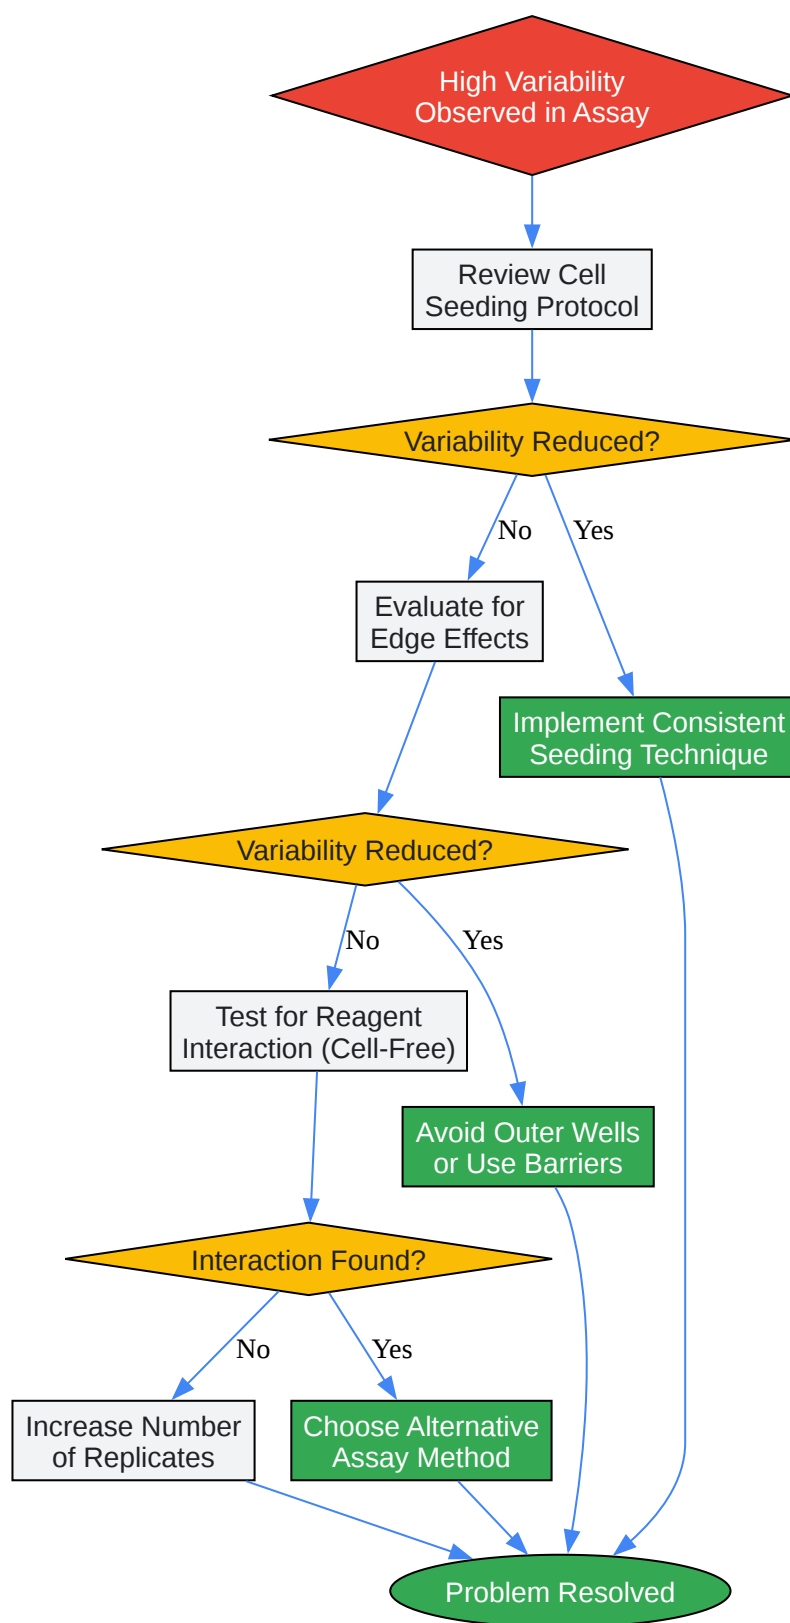 High Variability
Observed in Assay
Review Cell
Seeding Protocol
Variability Reduced?
No
Yes
Evaluate for
Edge Effects
Implement Consistent
Seeding Technique
Variability Reduced?
No
Yes
Test for Reagent
Interaction (Cell-Free)
Avoid Outer Wells
or Use Barriers
Interaction Found?
No
Yes
Increase Number
of Replicates
Choose Alternative
Assay Method
Problem Resolved